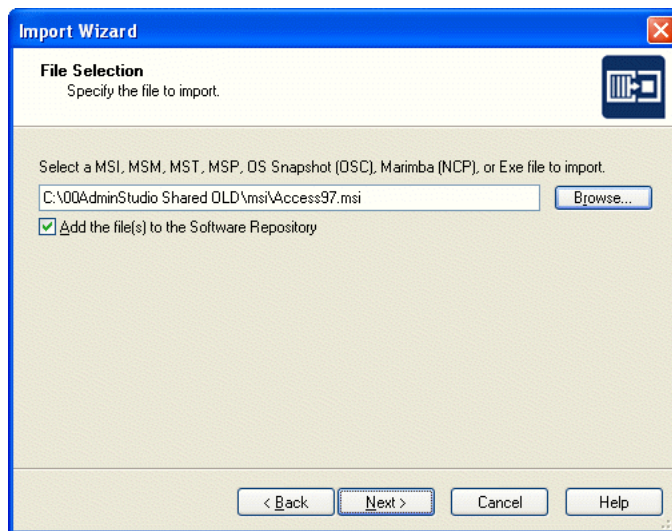 Import Wizard
File Selection
Specify the file to import.
Select a MSI, MSM, MST, MSP, OS Snapshot (OSC), Marimba (NCP), or Exe file to import.
C:\00AdminStudio Shared OLD\msi\Access97.msi
Browse...
Add the file(s) to the Software Repository
< Back
Next >
Cancel
Help